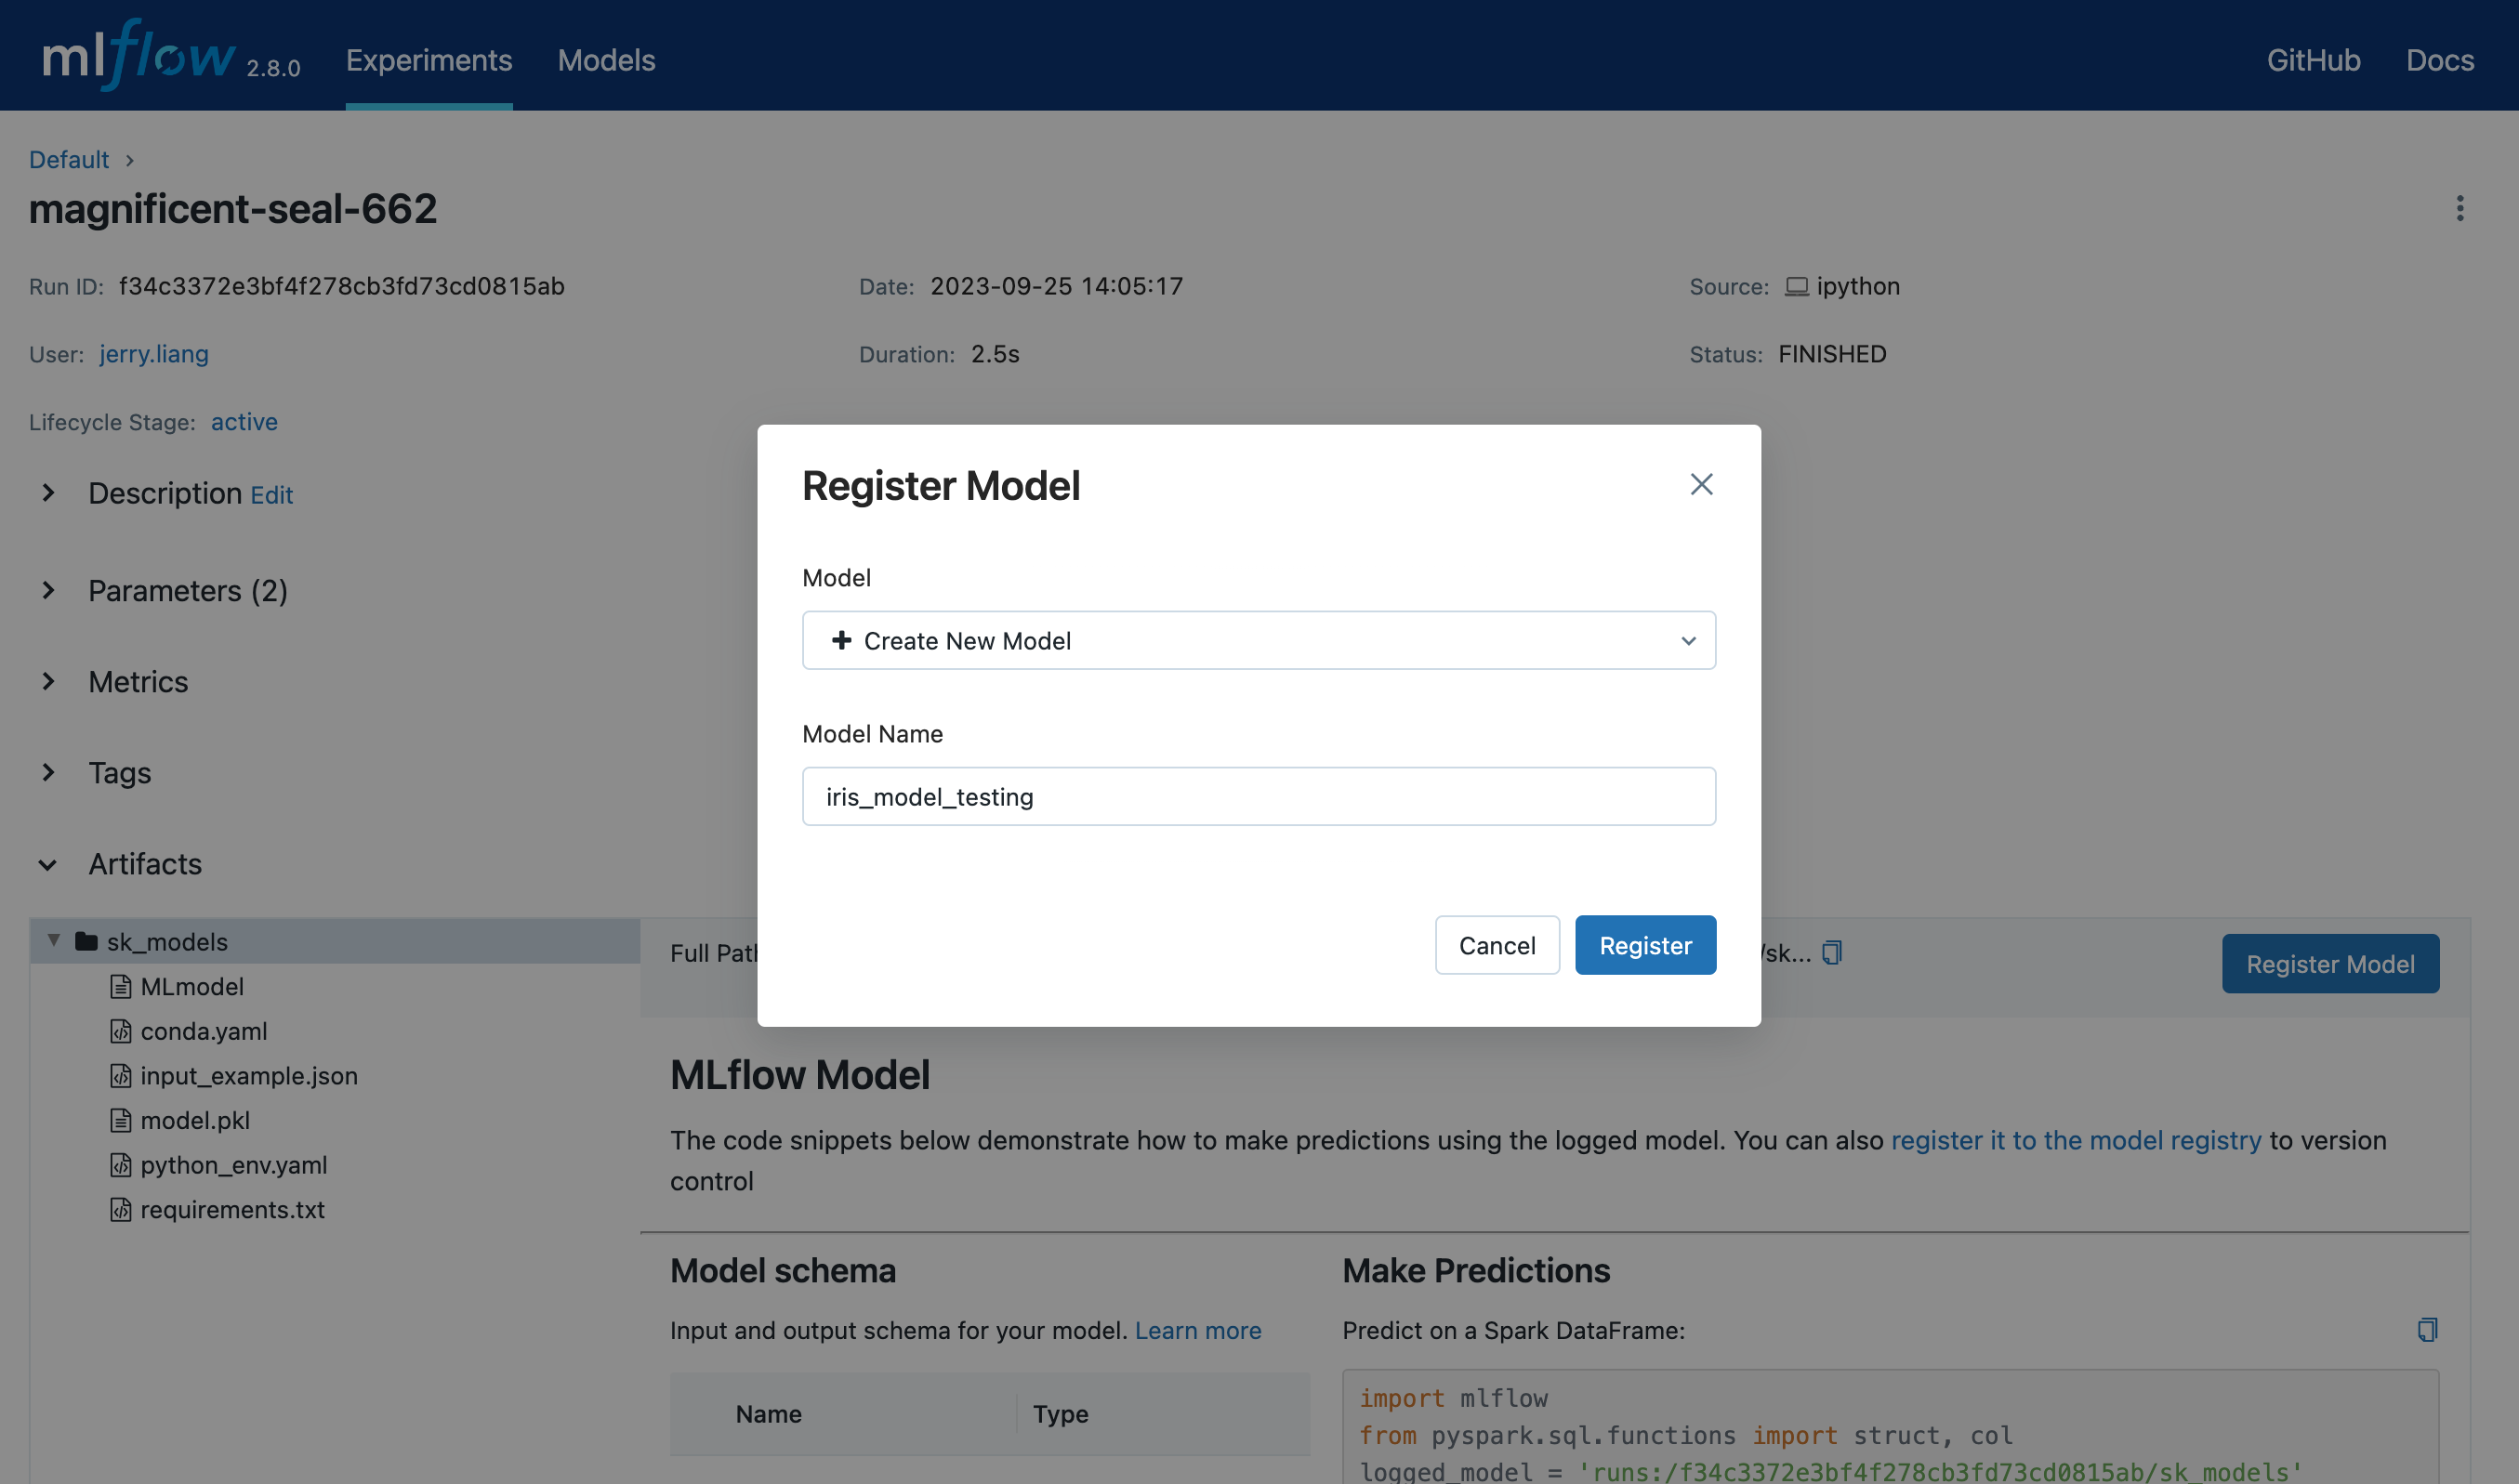 mlflow 2.8.0 Experiments Models GitHub Docs
Default
magnificent-seal-662
Run ID: f34c3372e3bf4f278cb3fd73cd0815ab Date: 2023-09-25 14:05:17 Source: ipython
User: jerry.liang Duration: 2.5s Status: FINISHED
Lifecycle Stage: active
Description Edit
Parameters (2)
Metrics
Tags
Artifacts
Register Model
Model
Create New Model
Model Name
iris_model_testing
Cancel Register
sk_models
MLmodel
conda.yaml
input_example.json
model.pkl
python_env.yaml
requirements.txt
Full Path /sk... Register Model
MLflow Model
The code snippets below demonstrate how to make predictions using the logged model. You can also register it to the model registry to version
control
Model schema
Input and output schema for your model. Learn more
Name Type
Make Predictions
Predict on a Spark DataFrame:
import mlflow
from pyspark.sql.functions import struct, col
logged_model = 'runs:/f34c3372e3bf4f278cb3fd73cd0815ab/sk_models'